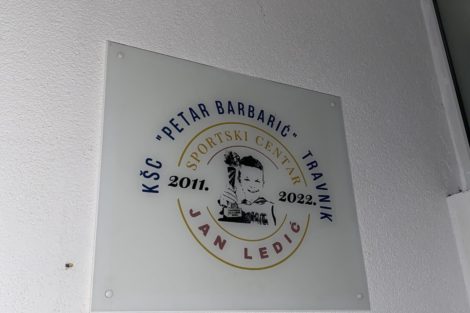 KŠC "PETAR BARBARIĆ" TRAVNIK
SPORTSKI CENTAR
2011.
2022.
JAN LEDIĆ